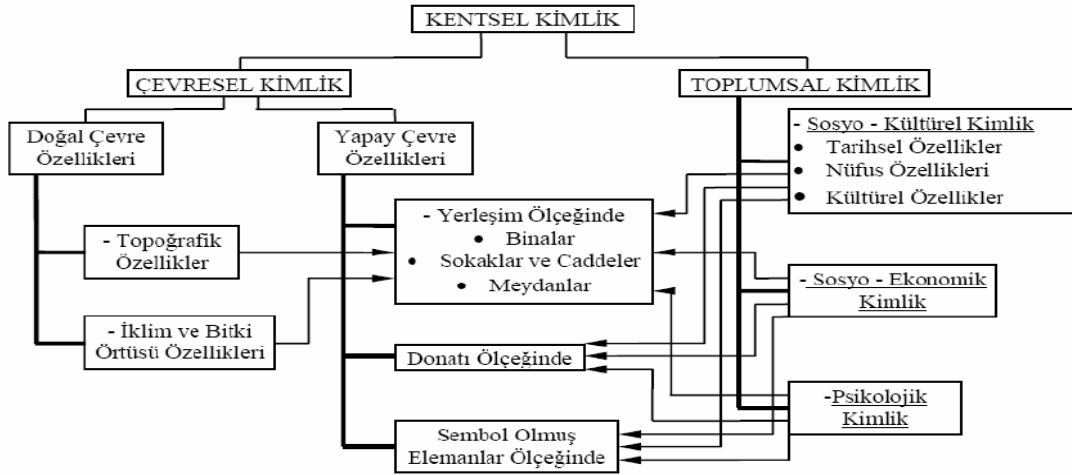 KENTSEL KİMLİK
ÇEVRESEL KİMLİK
TOPLUMSAL KİMLİK
Doğal Çevre
Özellikleri
Yapay Çevre
Özellikleri
- Sosyo - Kültürel Kimlik
• Tarihsel Özellikler
• Nüfus Özellikleri
• Kültürel Özellikler
- Yerleşim Ölçeğinde
• Binalar
• Sokaklar ve Caddeler
• Meydanlar
- Topoğrafik
Özellikler
- Sosyo - Ekonomik
Kimlik
- İklim ve Bitki
Örtüsü Özellikleri
Donatı Ölçeğinde
-Psikolojik
Kimlik
Sembol Olmuş
Elemanlar Ölçeğinde